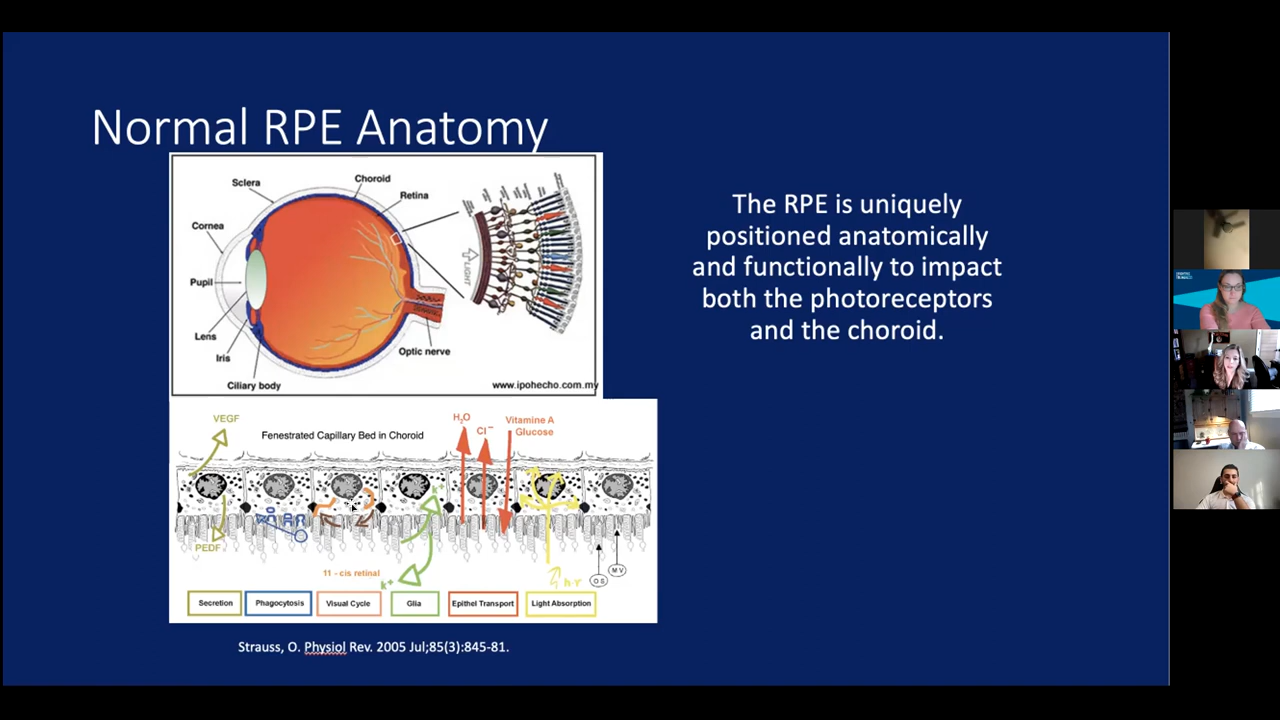 Normal RPE Anatomy
Sclera
Choroid
Retina
Cornea
Pupil
LIGHT
Lens
Iris
Optic nerve
Ciliary body
www.ipohecho.com.my
The RPE is uniquely
positioned anatomically
and functionally to impact
both the photoreceptors
and the choroid.
VEGF
Fenestrated Capillary Bed in Choroid
H2O
Cl−
Vitamine A
Glucose
K+
PEDF
11 - cis retinal
K+
h·r
O.S
M V
Secretion
Phagocytosis
Visual Cycle
Glia
Epithel Transport
Light Absorption
Strauss, O. Physiol Rev. 2005 Jul;85(3):845-81.